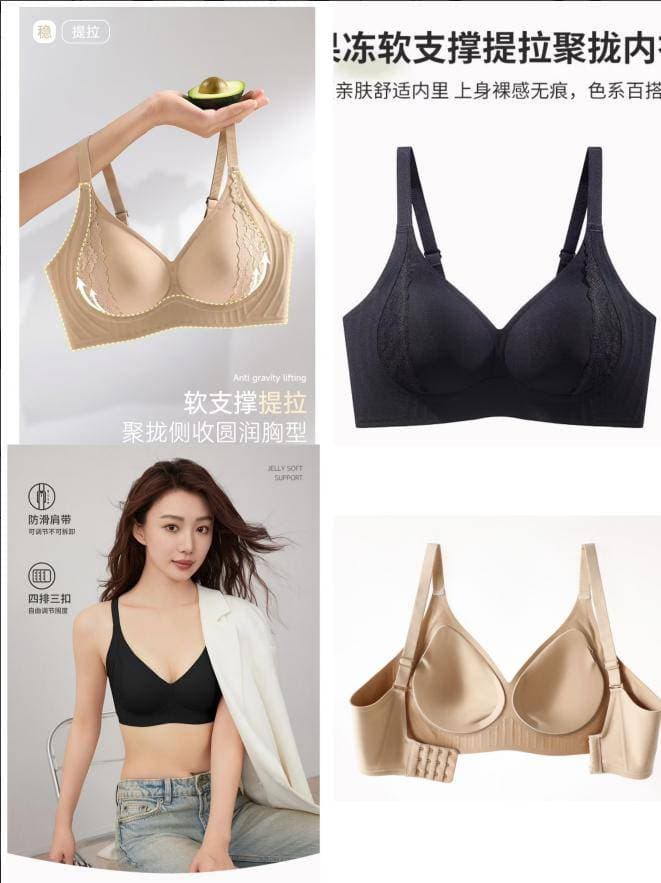 稳 提拉
Anti gravity lifting
软支撑提拉
聚拢侧收圆润胸型
冻软支撑提拉聚拢内
亲肤舒适内里 上身裸感无痕，色系百搭
JELLY SOFT
SUPPORT
防滑肩带
可调节不可拆卸
四排三扣
自由调节围度